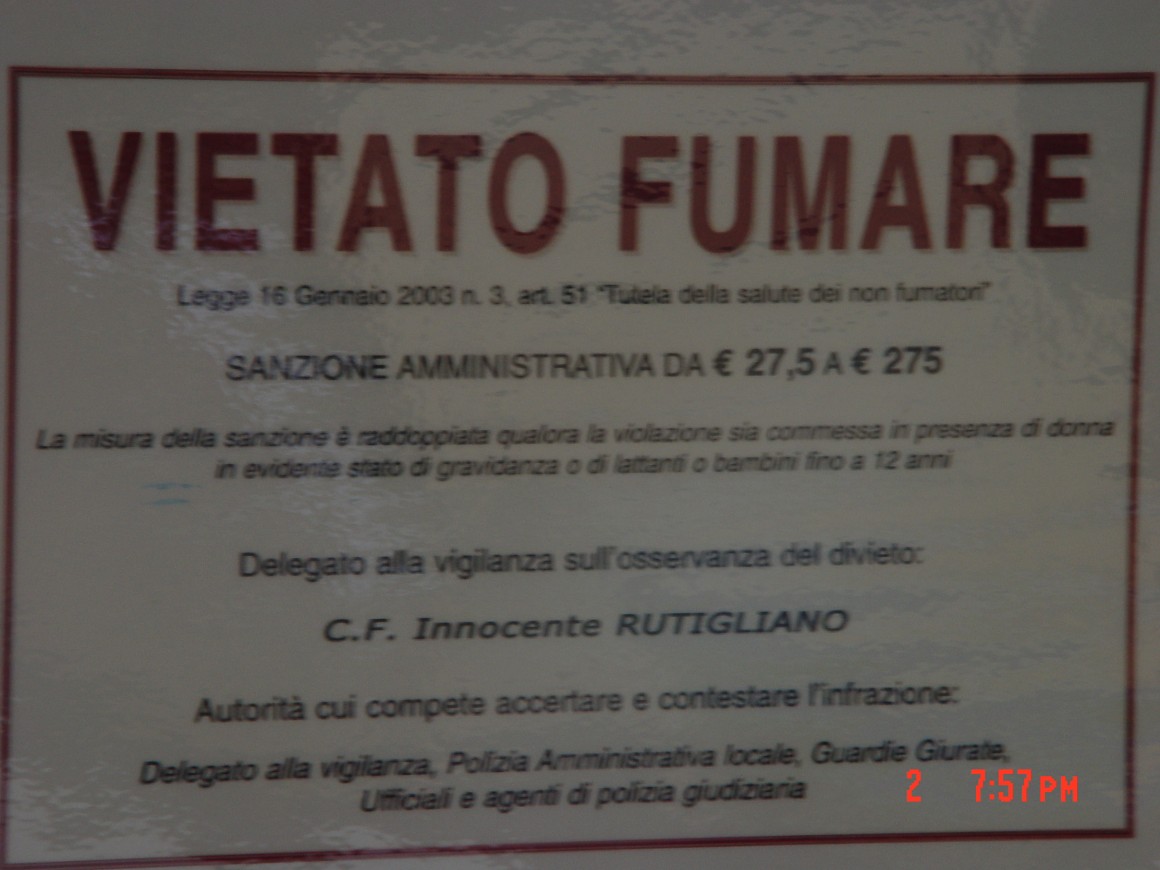 VIETATO FUMARE
Legge 16 Gennaio 2003 n. 3, art. 51 "Tutela della salute dei non fumatori"
SANZIONE AMMINISTRATIVA DA € 27,5 A € 275
La misura della sanzione è raddoppiata qualora la violazione sia commessa in presenza di donna
in evidente stato di gravidanza o di lattanti o bambini fino a 12 anni
Delegato alla vigilanza sull'osservanza del divieto:
C.F. Innocente RUTIGLIANO
Autorità cui compete accertare e contestare l'infrazione:
Delegato alla vigilanza, Polizia Amministrativa locale, Guardie Giurate,
Ufficiali e agenti di polizia giudiziaria
2 7:57 PM